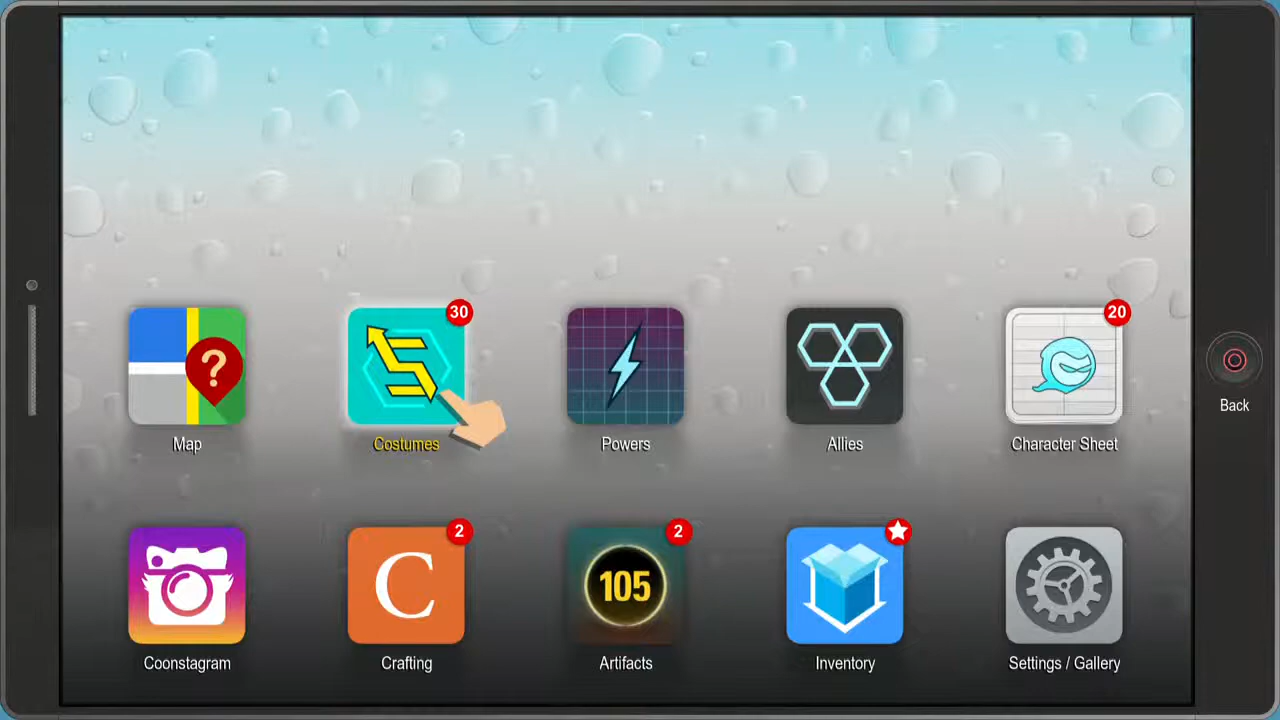 30
20
?
Map
Costumes
Powers
Allies
Character Sheet
Back
2
2
C
105
Coonstagram
Crafting
Artifacts
Inventory
Settings / Gallery